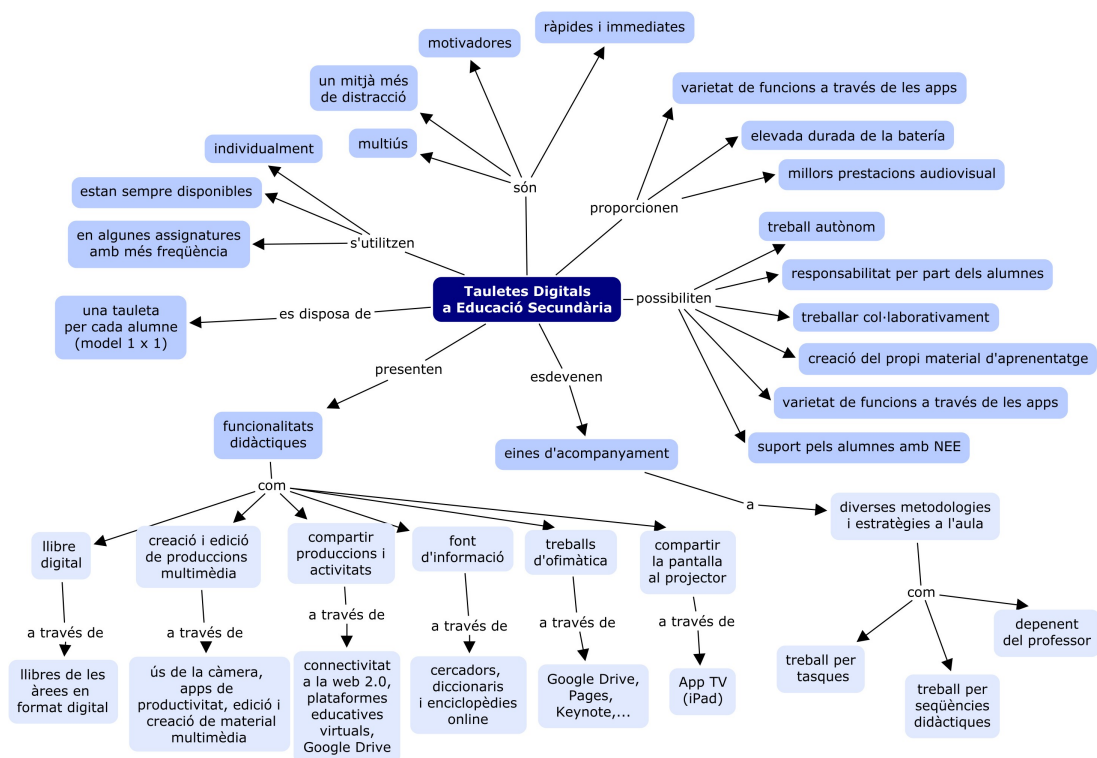 ràpides i immediates
motivadores
un mitjà més
de distracció
multiús
són
varietat de funcions a través de les apps
elevada durada de la batería
millors prestacions audiovisual
proporcionen
individualment
estan sempre disponibles
en algunes assignatures
amb més freqüència
s'utilitzen
Tauletes Digitals
a Educació Secundària
possibiliten
treball autònom
responsabilitat per part dels alumnes
treballar col·laborativament
creació del propi material d'aprenentatge
varietat de funcions a través de les apps
suport pels alumnes amb NEE
una tauleta
per cada alumne
(model 1 x 1)
es disposa de
presenten
esdevenen
funcionalitats
didàctiques
eines d'acompanyament
com
a
diverses metodologies
i estratègies a l'aula
llibre
digital
creació i edició
de produccions
multimèdia
compartir
produccions i
activitats
font
d'informació
treballs
d'ofimàtica
compartir
la pantalla
al projector
com
a través de
a través de
a través de
a través de
a través de
a través de
llibres de les
àrees en
format digital
ús de la càmera,
apps de
productivitat, edició i
creació de material
multimèdia
connectivitat
a la web 2.0,
plataformes
educatives
virtuals,
Google Drive
cercadors,
diccionaris
i enciclopèdies
online
Google Drive,
Pages,
Keynote,...
App TV
(iPad)
treball per
tasques
treball per
seqüències
didàctiques
depenent
del professor